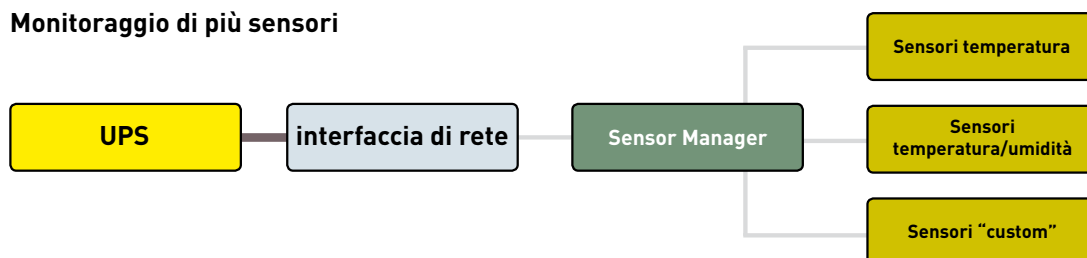 Monitoraggio di più sensori
UPS
interfaccia di rete
Sensor Manager
Sensori temperatura
Sensori
temperatura/umidità
Sensori “custom”